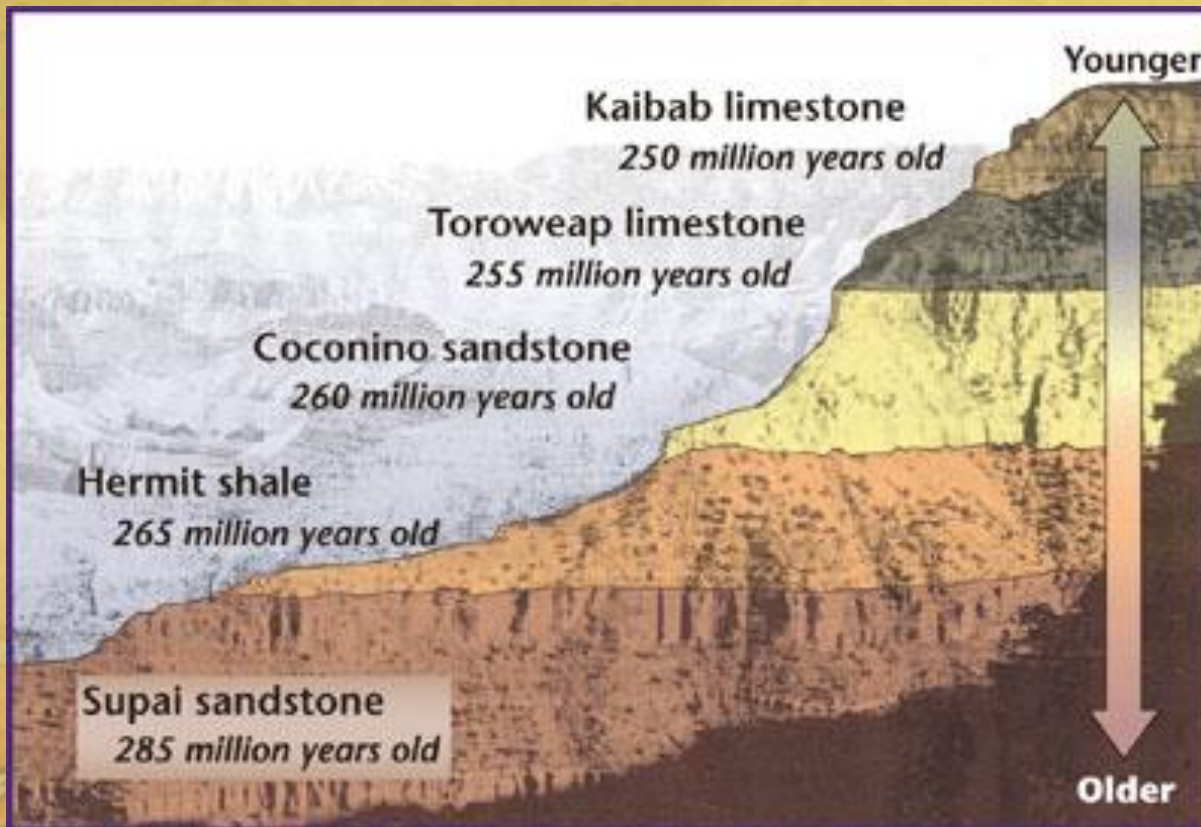 Younger
Kaibab limestone
250 million years old
Toroweap limestone
255 million years old
Coconino sandstone
260 million years old
Hermit shale
265 million years old
Supai sandstone
285 million years old
Older